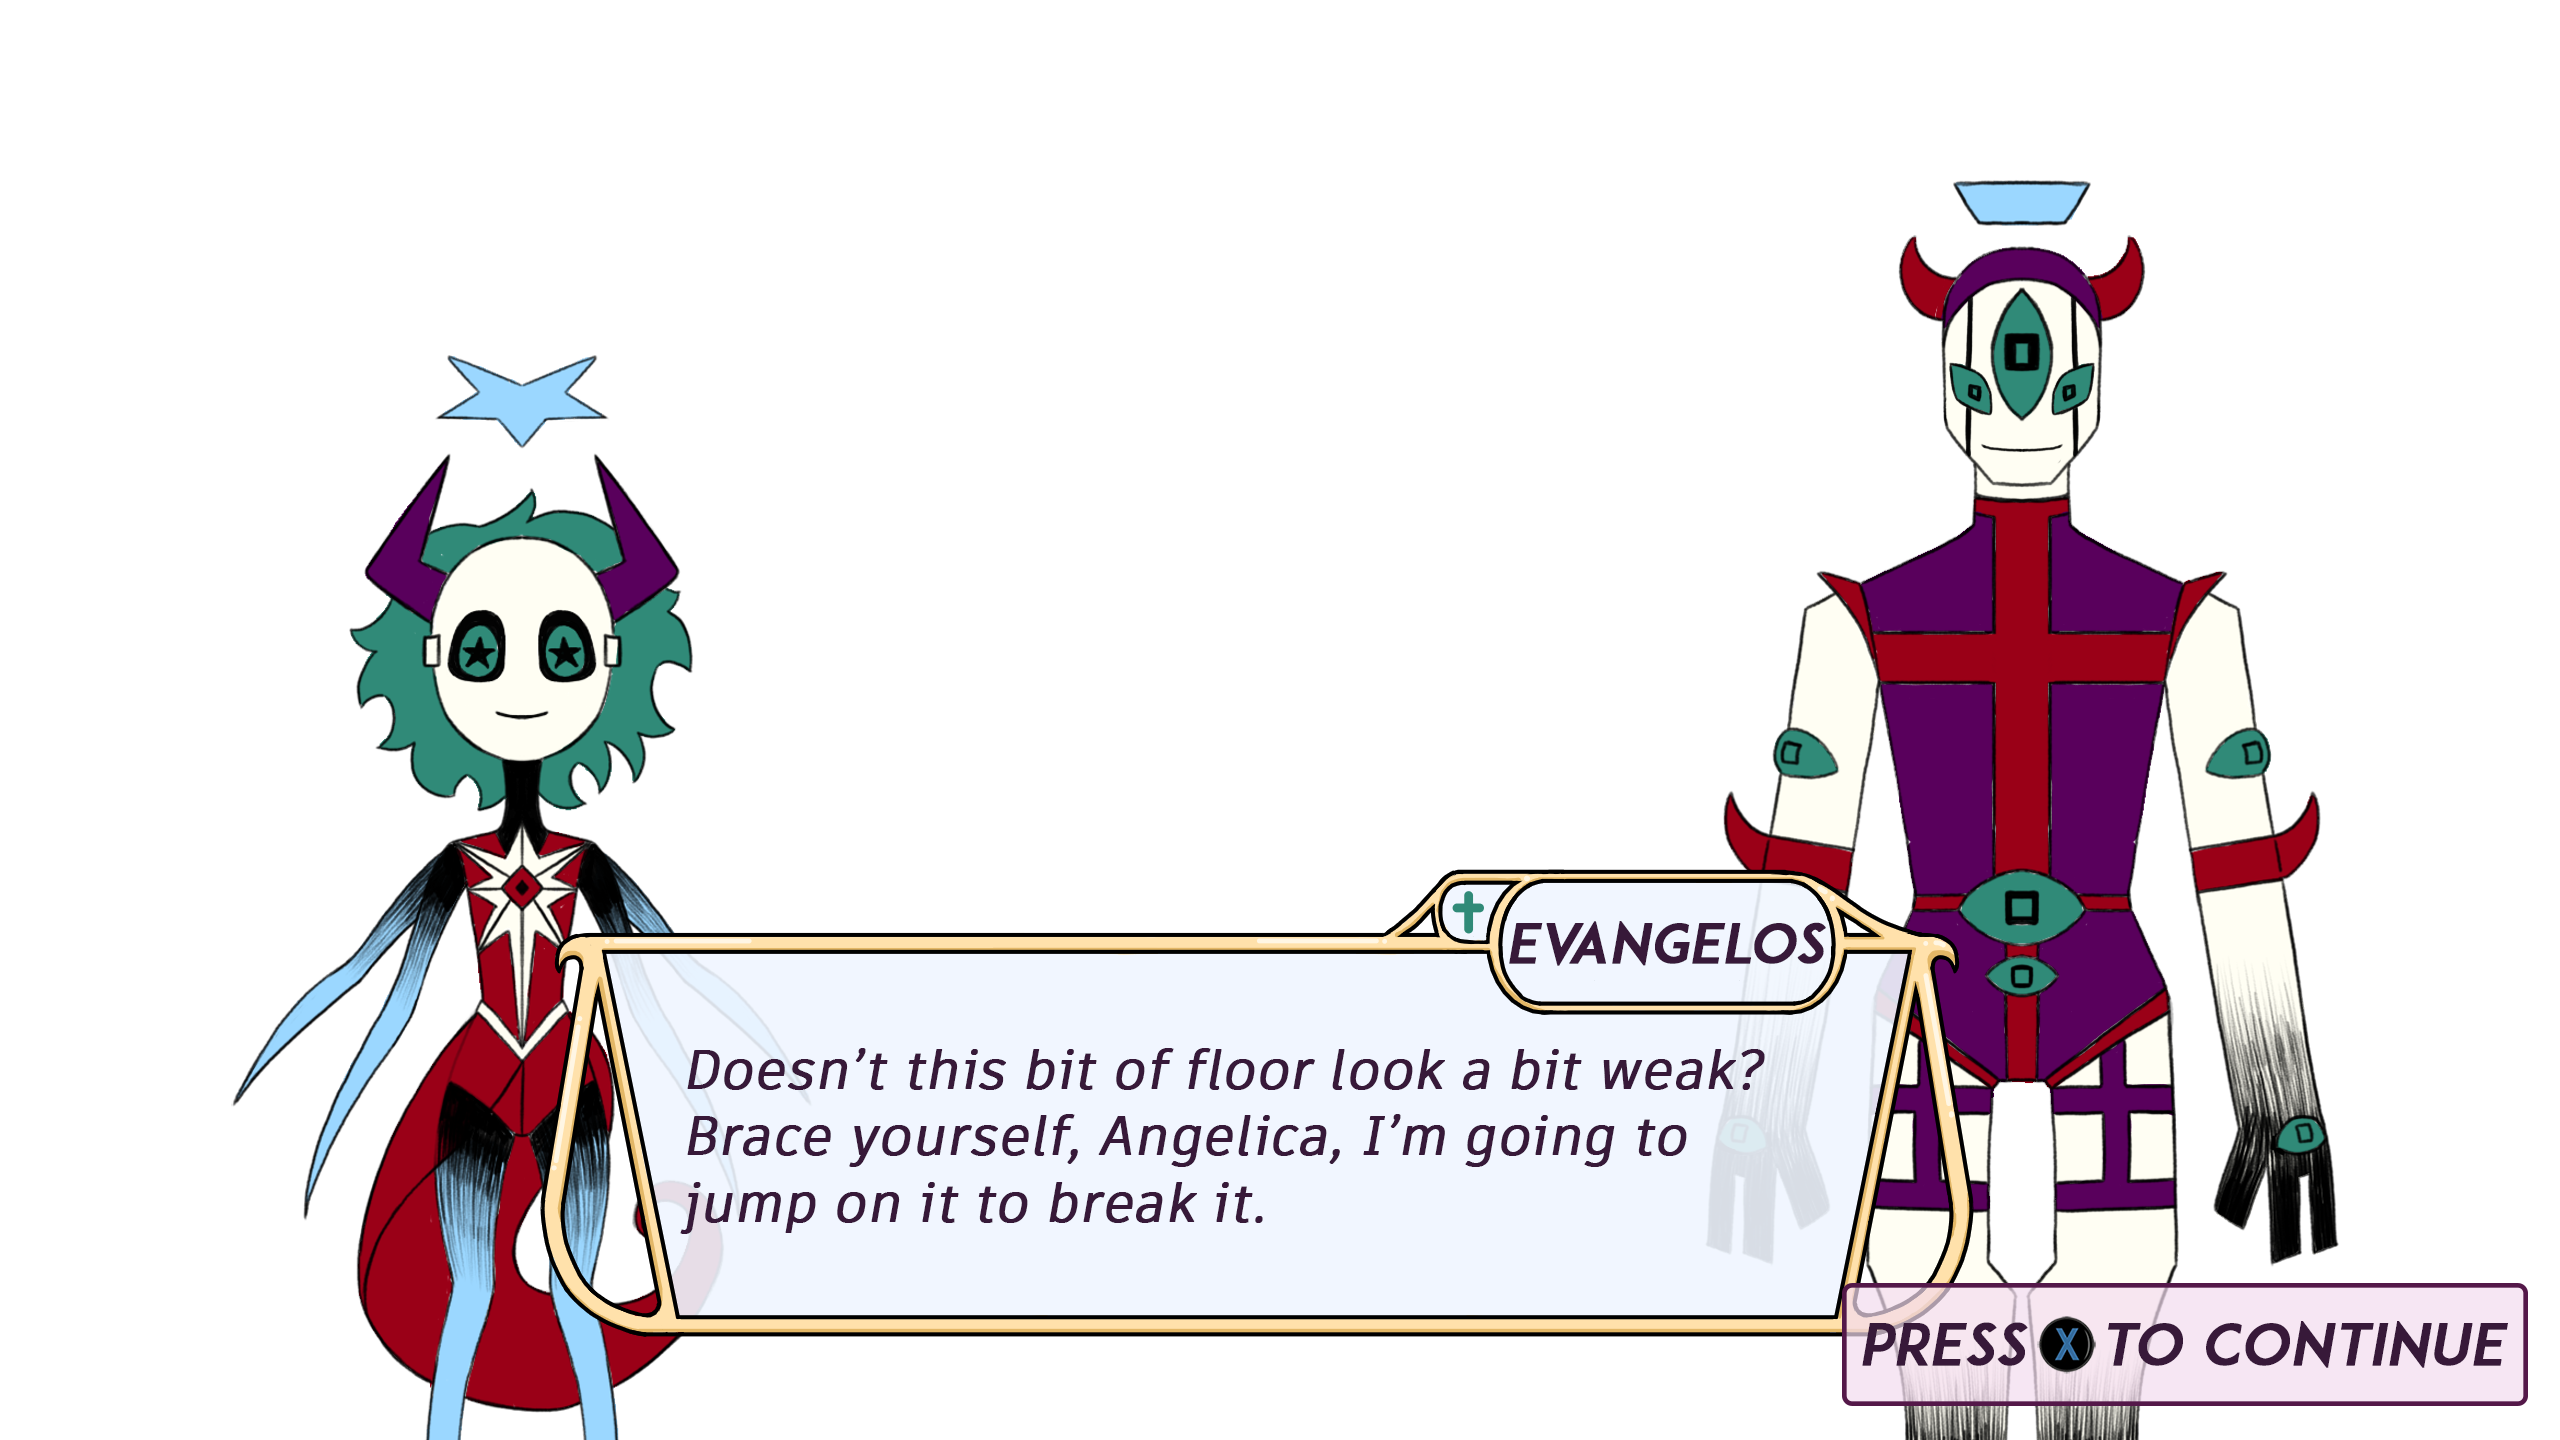 EVANGELOS
Doesn’t this bit of floor look a bit weak?
Brace yourself, Angelica, I’m going to
jump on it to break it.
PRESS X TO CONTINUE